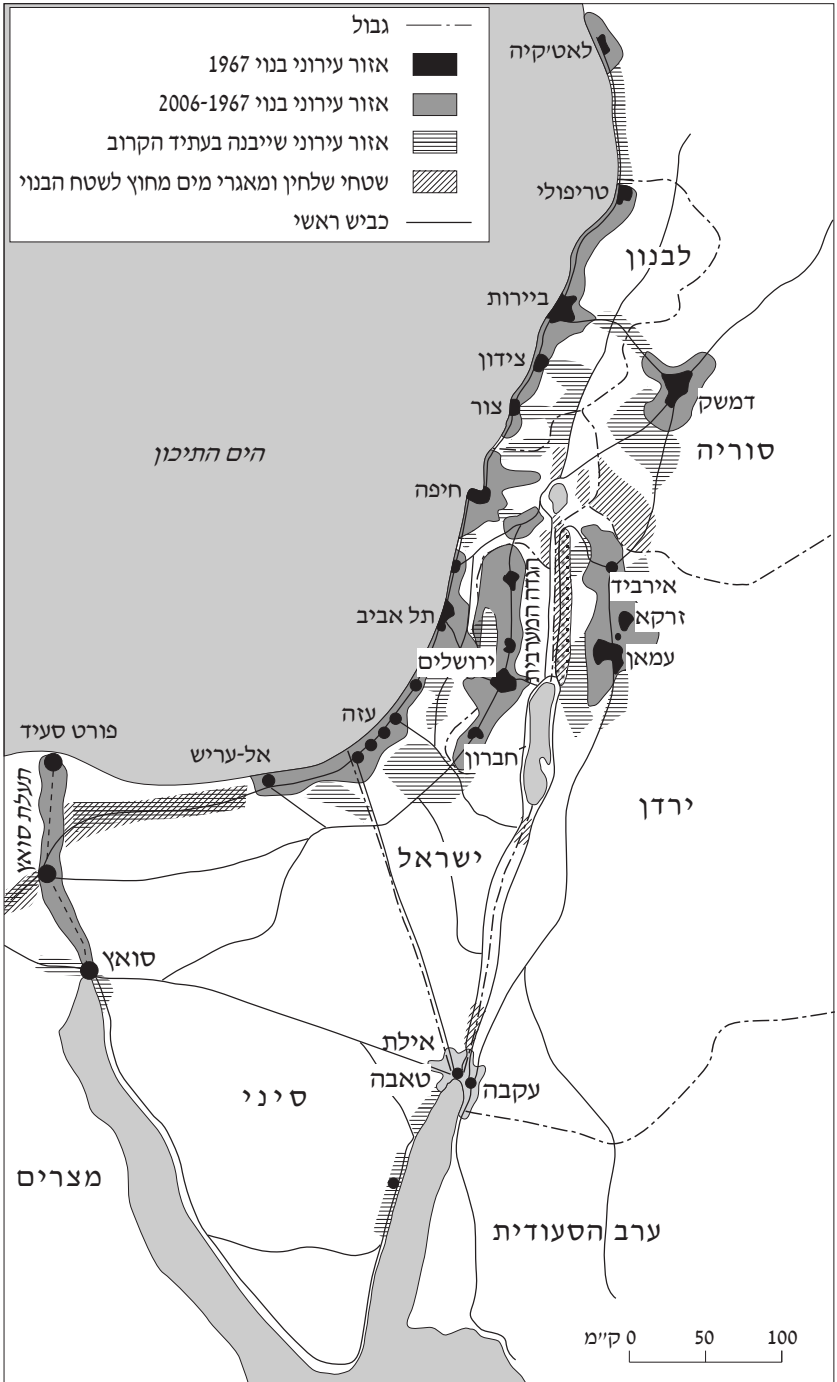 גבול
אזור עירוני בנוי 1967
אזור עירוני בנוי 2006-1967
אזור עירוני שייבנה בעתיד הקרוב
שטחי שלחין ומאגרי מים מחוץ לשטח הבנוי
כביש ראשי
לאט'קיה
טריפולי
לבנון
ביירות
צידון
דמשק
צור
סוריה
הים התיכון
חיפה
הגדה המערבית
אירביד
תל אביב
זרקא
ירושלים
עמאן
עזה
פורט סעיד
אל-עריש
חברון
תעלת סואץ
ירדן
ישראל
סואץ
אילת
טאבה
עקבה
סיני
מצרים
ערב הסעודית
ק"מ 0 50 100